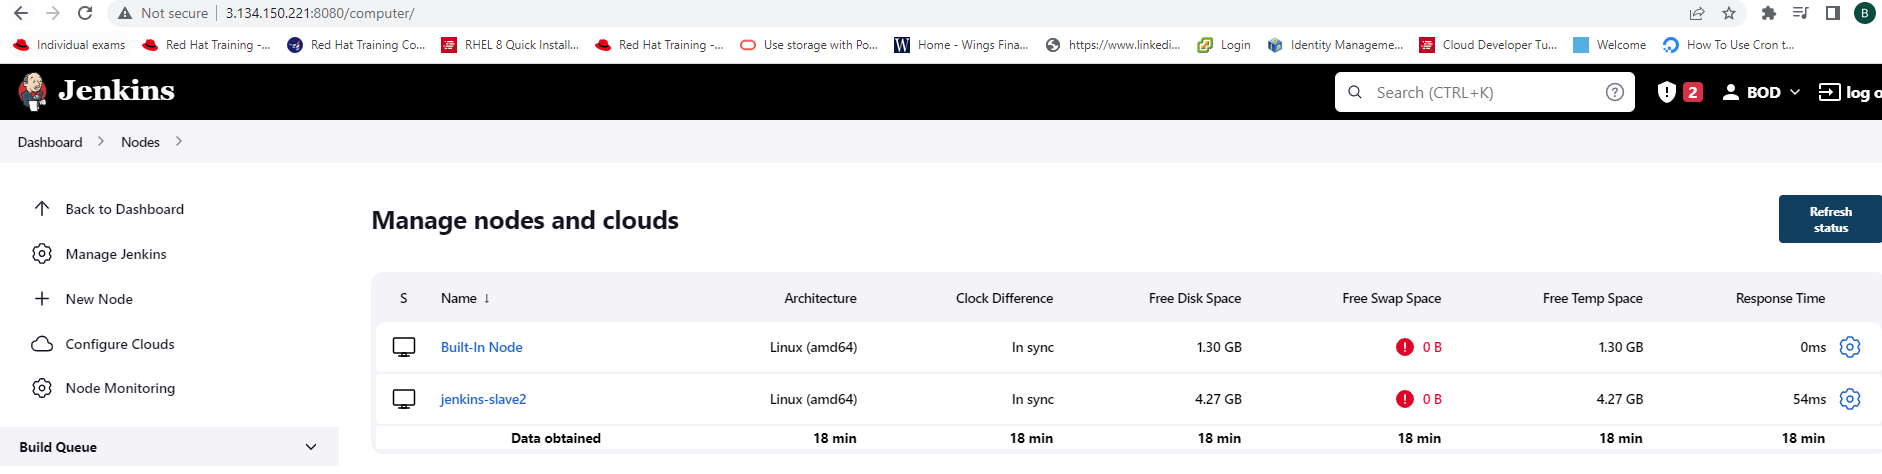 Not secure | 3.134.150.221:8080/computer/ B
Individual exams Red Hat Training -... Red Hat Training Co... RHEL 8 Quick Install... Red Hat Training -... Use storage with Po... W Home - Wings Fina... https://www.linkedi... Login Identity Manageme... Cloud Developer Tu... Welcome How To Use Cron t...
Jenkins Search (CTRL+K) ? 2 BOD log o
Dashboard > Nodes >
Back to Dashboard
Manage Jenkins
New Node
Configure Clouds
Node Monitoring
Build Queue
Manage nodes and clouds
Refresh
status
S Name ↓ Architecture Clock Difference Free Disk Space Free Swap Space Free Temp Space Response Time
Built-In Node Linux (amd64) In sync 1.30 GB ! 0 B 1.30 GB 0ms
jenkins-slave2 Linux (amd64) In sync 4.27 GB ! 0 B 4.27 GB 54ms
Data obtained 18 min 18 min 18 min 18 min 18 min 18 min